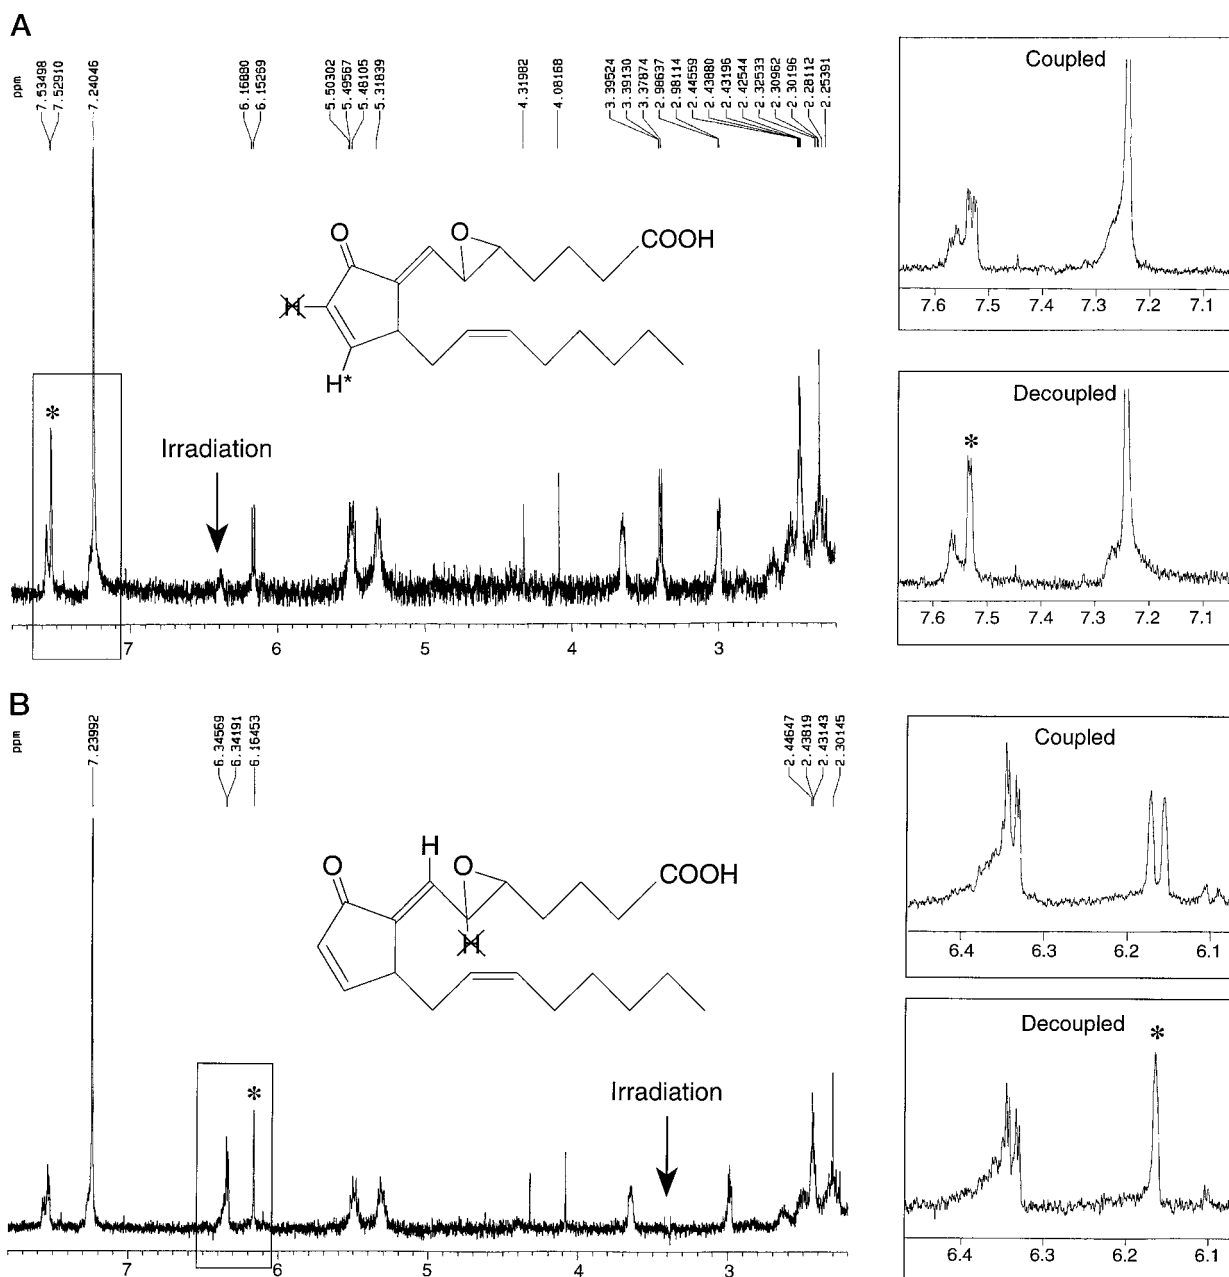 A
ppm
7.53498
7.52910
7.24046
6.16880
6.15269
5.50302
5.49567
5.48105
5.31839
4.31982
4.08168
3.39524
3.39130
3.37874
2.98637
2.98114
2.44559
2.43880
2.43196
2.42544
2.32533
2.30962
2.30196
2.28112
2.25391
O
O
COOH
H
H*
*
Irradiation
7 6 5 4 3
Coupled
7.6 7.5 7.4 7.3 7.2 7.1
Decoupled
*
7.6 7.5 7.4 7.3 7.2 7.1
B
ppm
7.23992
6.34569
6.34191
6.16453
2.44647
2.43819
2.43143
2.30145
H
O
O
COOH
H
*
Irradiation
7 6 5 4 3
Coupled
6.4 6.3 6.2 6.1
Decoupled
*
6.4 6.3 6.2 6.1